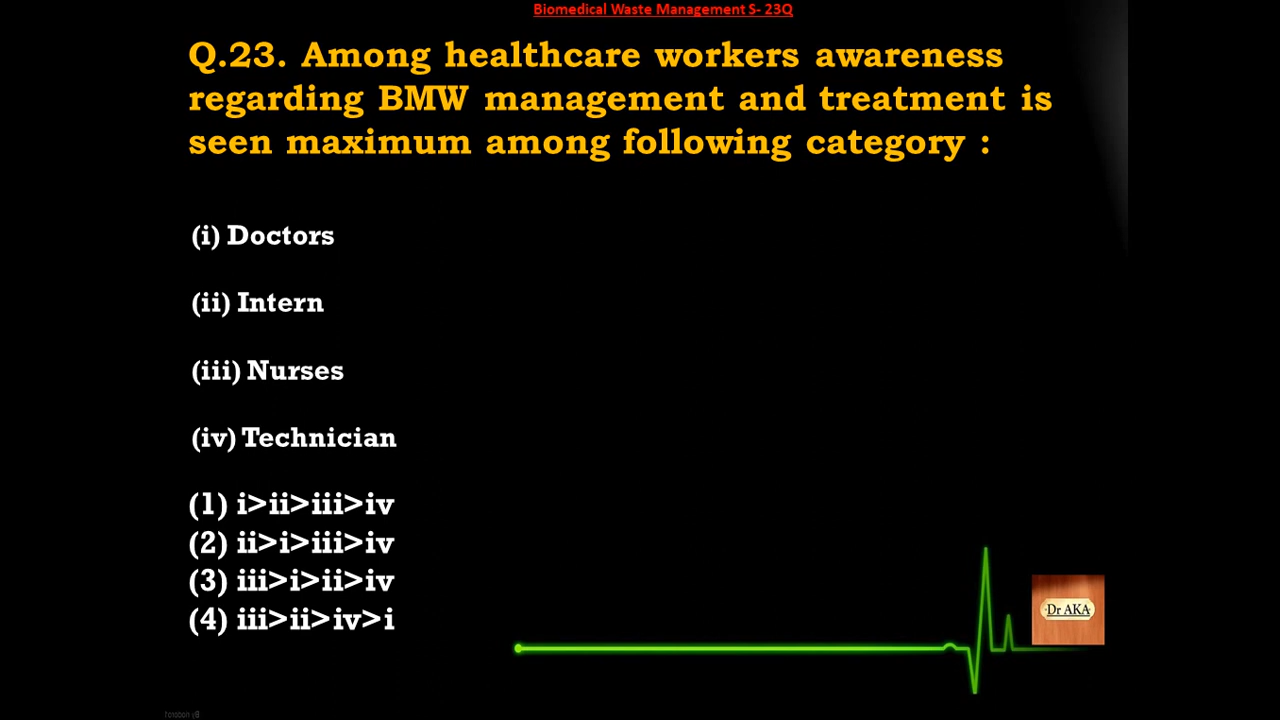 Biomedical Waste Management S- 23Q
Q.23. Among healthcare workers awareness
regarding BMW management and treatment is
seen maximum among following category :
(i) Doctors
(ii) Intern
(iii) Nurses
(iv) Technician
(1) i>ii>iii>iv
(2) ii>i>iii>iv
(3) iii>i>ii>iv
(4) iii>ii>iv>i
Dr AKA